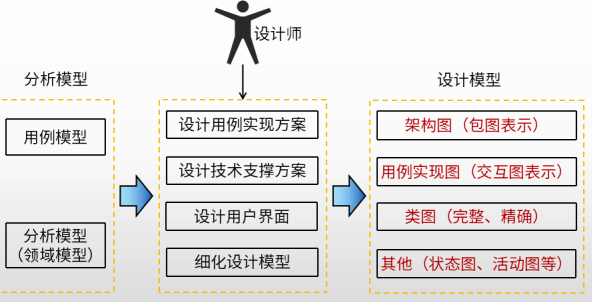 设计师
分析模型
设计模型
用例模型
分析模型
（领域模型）
设计用例实现方案
设计技术支撑方案
设计用户界面
细化设计模型
架构图（包图表示）
用例实现图（交互图表示）
类图（完整、精确）
其他（状态图、活动图等）